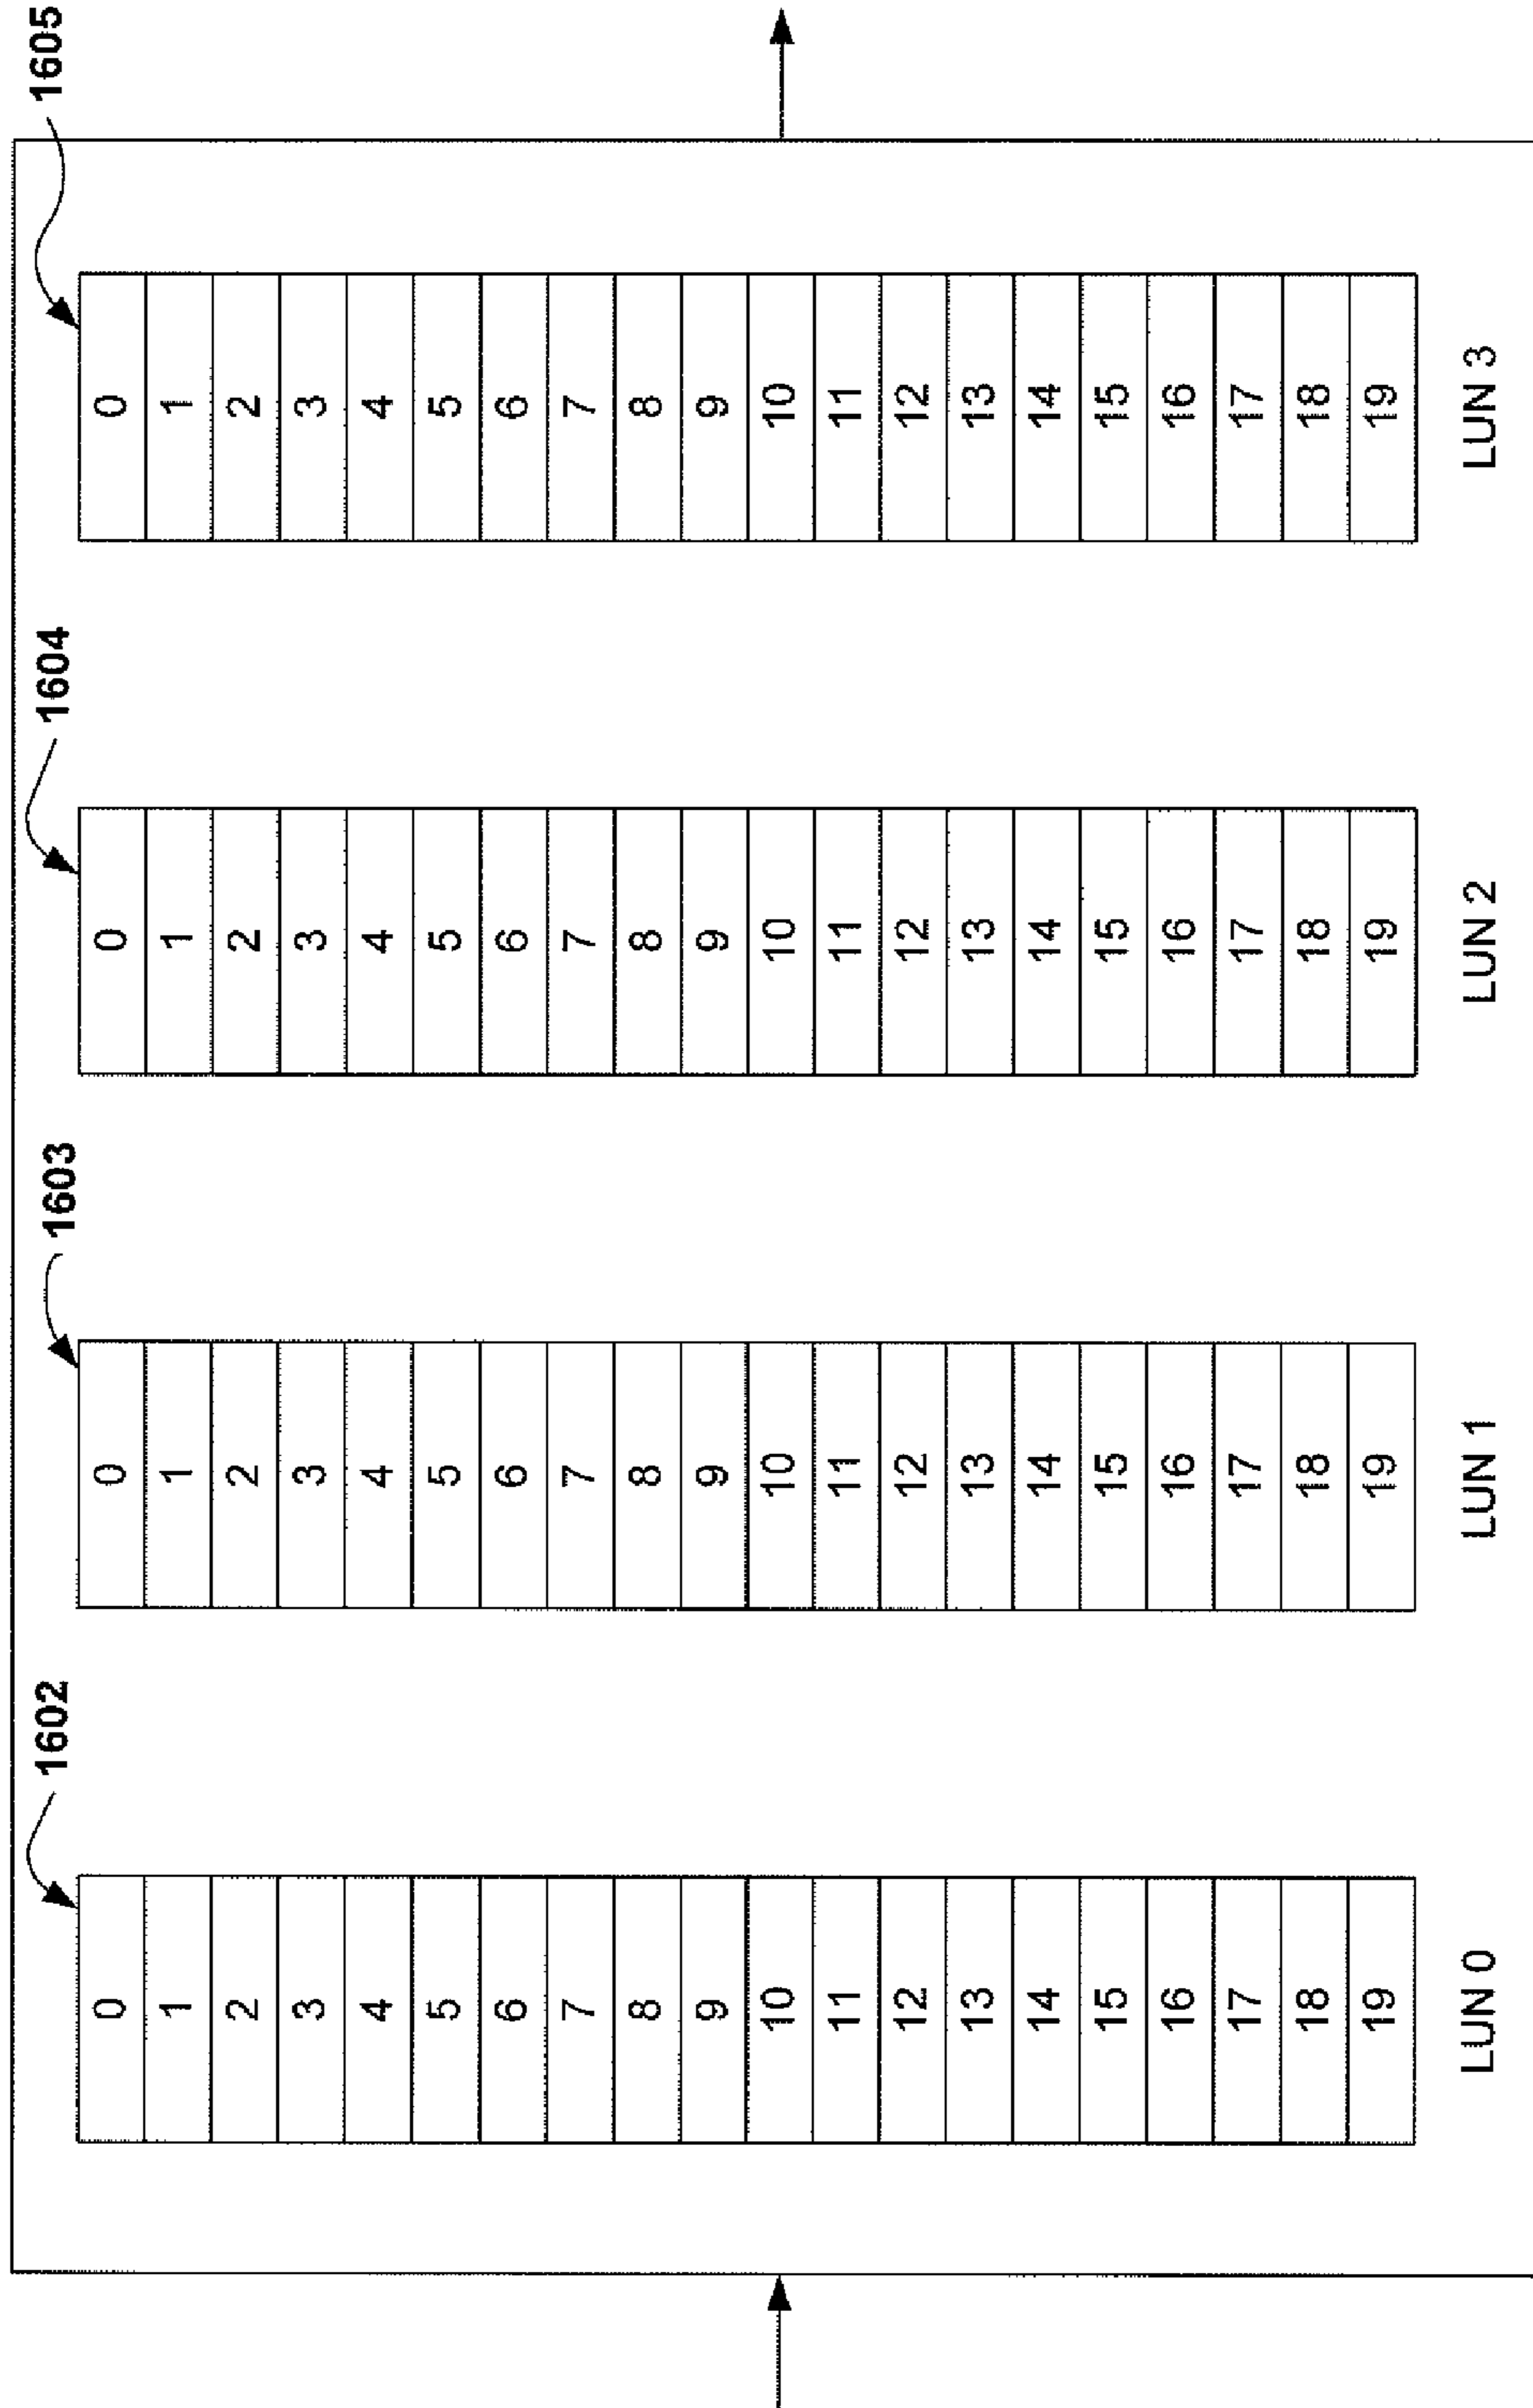 1602 1603 1604 1605
0 0 0 0
1 1 1 1
2 2 2 2
3 3 3 3
4 4 4 4
5 5 5 5
6 6 6 6
7 7 7 7
8 8 8 8
9 9 9 9
10 10 10 10
11 11 11 11
12 12 12 12
13 13 13 13
14 14 14 14
15 15 15 15
16 16 16 16
17 17 17 17
18 18 18 18
19 19 19 19
LUN 0 LUN 1 LUN 2 LUN 3